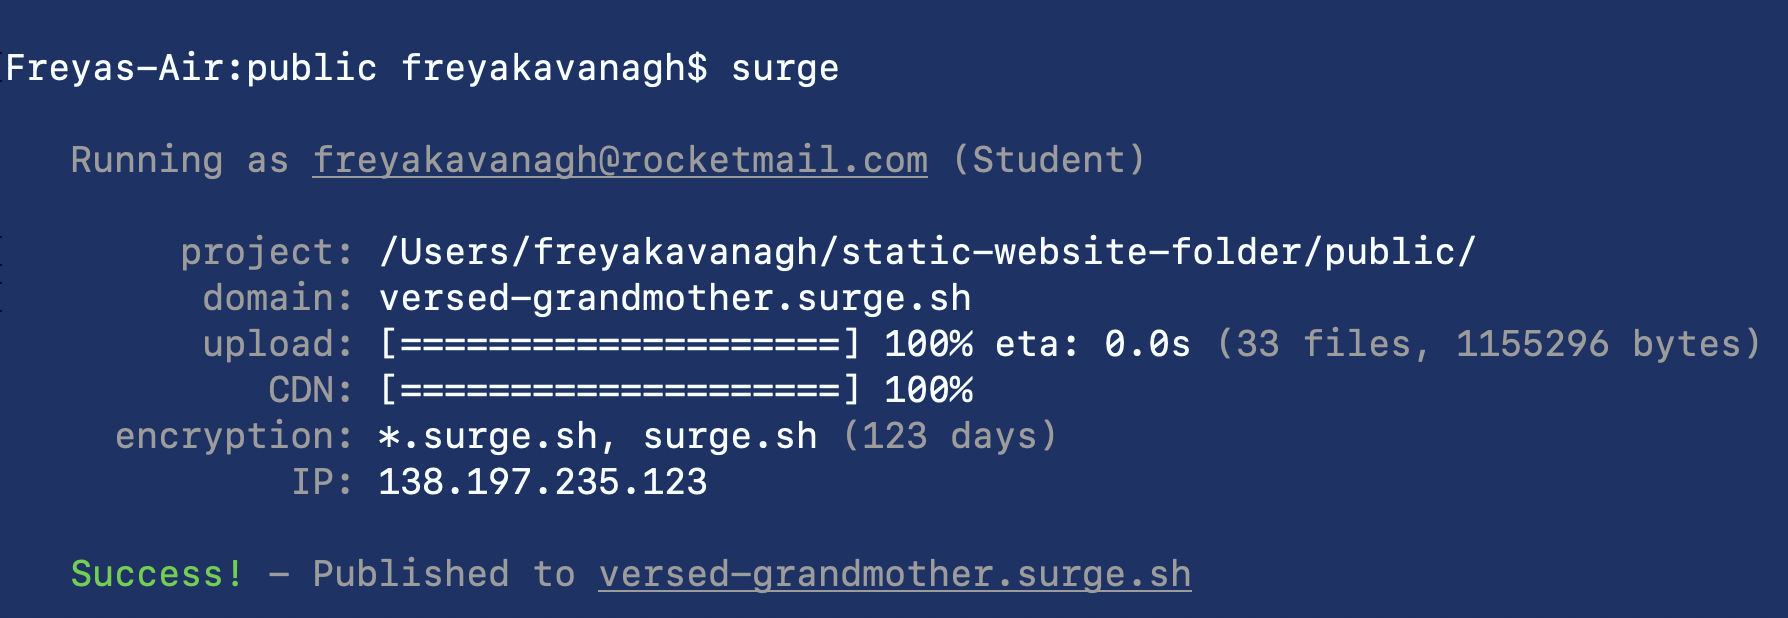 Freyas-Air:public freyakavanagh$ surge
Running as freyakavanagh@rocketmail.com (Student)
project: /Users/freyakavanagh/static-website-folder/public/
domain: versed-grandmother.surge.sh
upload: [====================] 100% eta: 0.0s (33 files, 1155296 bytes)
CDN: [====================] 100%
encryption: *.surge.sh, surge.sh (123 days)
IP: 138.197.235.123
Success! - Published to versed-grandmother.surge.sh